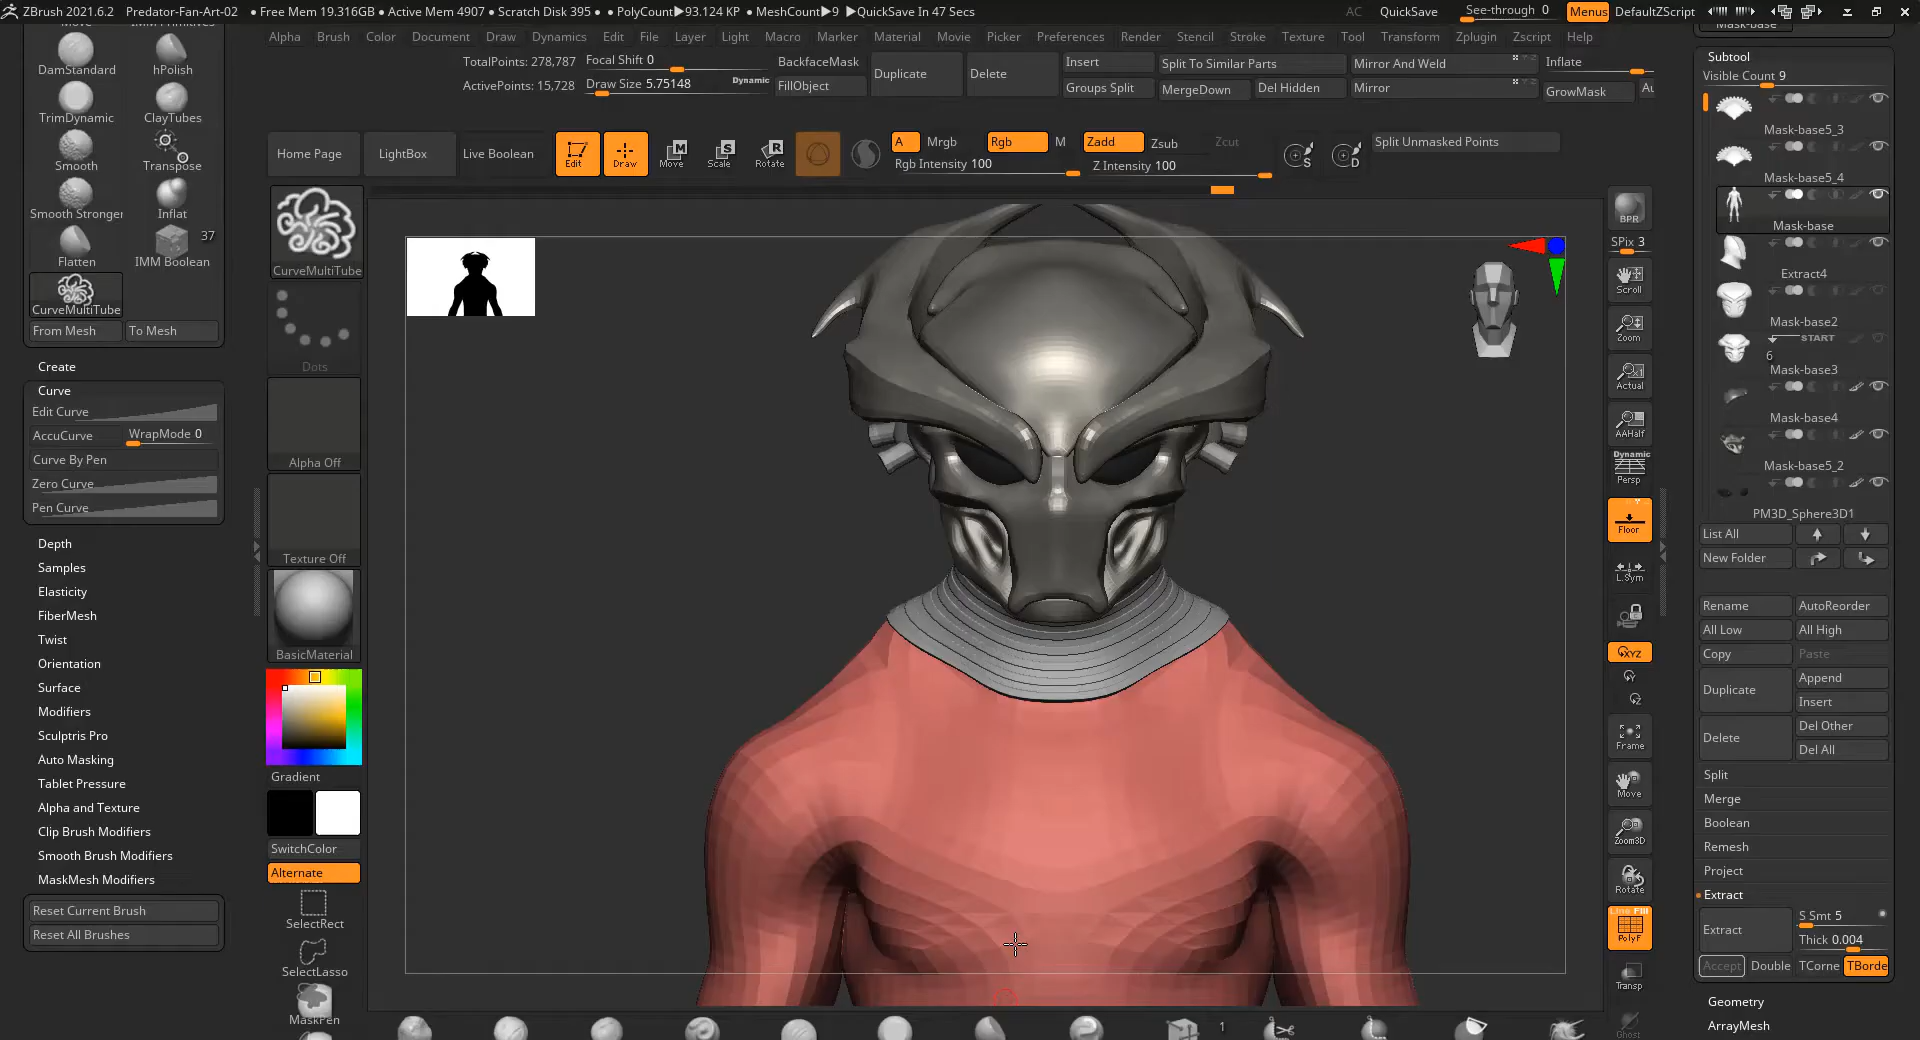 ZBrush 2021.6.2 Predator-Fan-Art-02 ● Free Mem 19.316GB ● Active Mem 4907 ● Scratch Disk 395 ● ● PolyCount▶93.124 KP ● MeshCount▶9 ▶QuickSave In 47 Secs
AC QuickSave See-through 0 Menus DefaultZScript
Alpha Brush Color Document Draw Dynamics Edit File Layer Light Macro Marker Material Movie Picker Preferences Render Stencil Stroke Texture Tool Transform Zplugin Zscript Help
TotalPoints: 278,787
ActivePoints: 15,728
Focal Shift 0
Draw Size 5.75148
Dynamic
BackfaceMask
FillObject
Duplicate
Delete
Insert
Groups Split
Split To Similar Parts
MergeDown
Del Hidden
Mirror And Weld
Mirror
Inflate
GrowMask
Au
Home Page
LightBox
Live Boolean
Edit
Draw
Move
Scale
Rotate
A
Mrgb
Rgb
M
Rgb Intensity 100
Zadd
Zsub
Zcut
Z Intensity 100
S
D
Split Unmasked Points
DamStandard
hPolish
TrimDynamic
ClayTubes
Smooth
Transpose
Smooth Stronger
Inflat
Flatten
IMM Boolean
37
CurveMultiTube
From Mesh
To Mesh
Create
Curve
Edit Curve
AccuCurve
WrapMode 0
Curve By Pen
Zero Curve
Pen Curve
Depth
Samples
Elasticity
FiberMesh
Twist
Orientation
Surface
Modifiers
Sculptris Pro
Auto Masking
Tablet Pressure
Alpha and Texture
Clip Brush Modifiers
Smooth Brush Modifiers
MaskMesh Modifiers
Reset Current Brush
Reset All Brushes
CurveMultiTube
Dots
Alpha Off
Texture Off
BasicMaterial
Gradient
SwitchColor
Alternate
SelectRect
SelectLasso
MaskPen
1
BPR
SPix 3
Scroll
Zoom
Actual
AAHalf
Dynamic
Persp
Floor
L.Sym
XYZ
Y
Z
Frame
Move
Zoom3D
Rotate
Line Fill
PolyF
Transp
Ghost
Mask-base
Subtool
Visible Count 9
Mask-base5_3
Mask-base5_4
Mask-base
Extract4
Mask-base2
START
6
Mask-base3
Mask-base4
Mask-base5_2
PM3D_Sphere3D1
List All
New Folder
Rename
AutoReorder
All Low
All High
Copy
Paste
Duplicate
Append
Insert
Delete
Del Other
Del All
Split
Merge
Boolean
Remesh
Project
Extract
Extract
S Smt 5
Thick 0.004
Accept
Double
TCorne
TBorde
Geometry
ArrayMesh